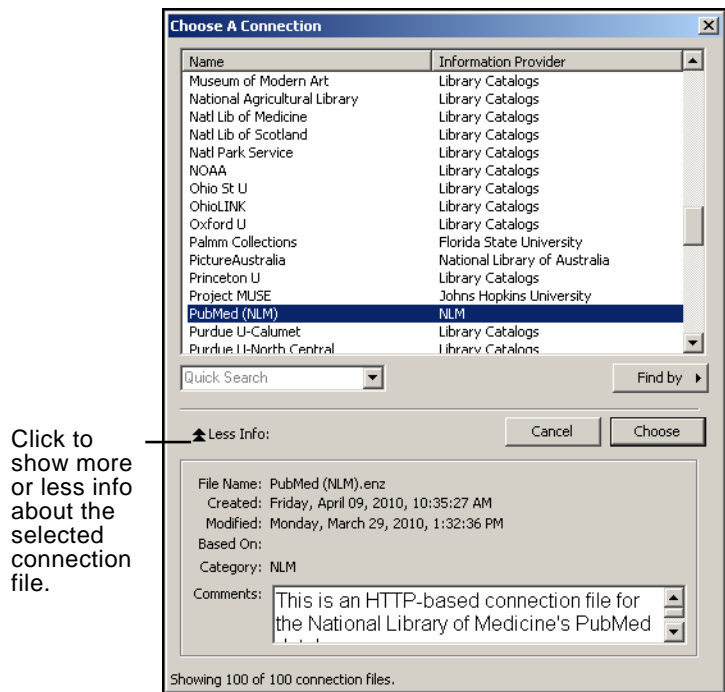 Choose A Connection
Name Information Provider
Museum of Modern Art Library Catalogs
National Agricultural Library Library Catalogs
Natl Lib of Medicine Library Catalogs
Natl Lib of Scotland Library Catalogs
Natl Park Service Library Catalogs
NOAA Library Catalogs
Ohio St U Library Catalogs
OhioLINK Library Catalogs
Oxford U Library Catalogs
Palmm Collections Florida State University
PictureAustralia National Library of Australia
Princeton U Library Catalogs
Project MUSE Johns Hopkins University
PubMed (NLM) NLM
Purdue U-Calumet Library Catalogs
Purdue U-North Central Library Catalogs
Quick Search Find by
Less Info: Cancel Choose
Click to
show more
or less info
about the
selected
connection
file.
File Name: PubMed (NLM).enz
Created: Friday, April 09, 2010, 10:35:27 AM
Modified: Monday, March 29, 2010, 1:32:36 PM
Based On:
Category: NLM
Comments: This is an HTTP-based connection file for
the National Library of Medicine's PubMed
Showing 100 of 100 connection files.